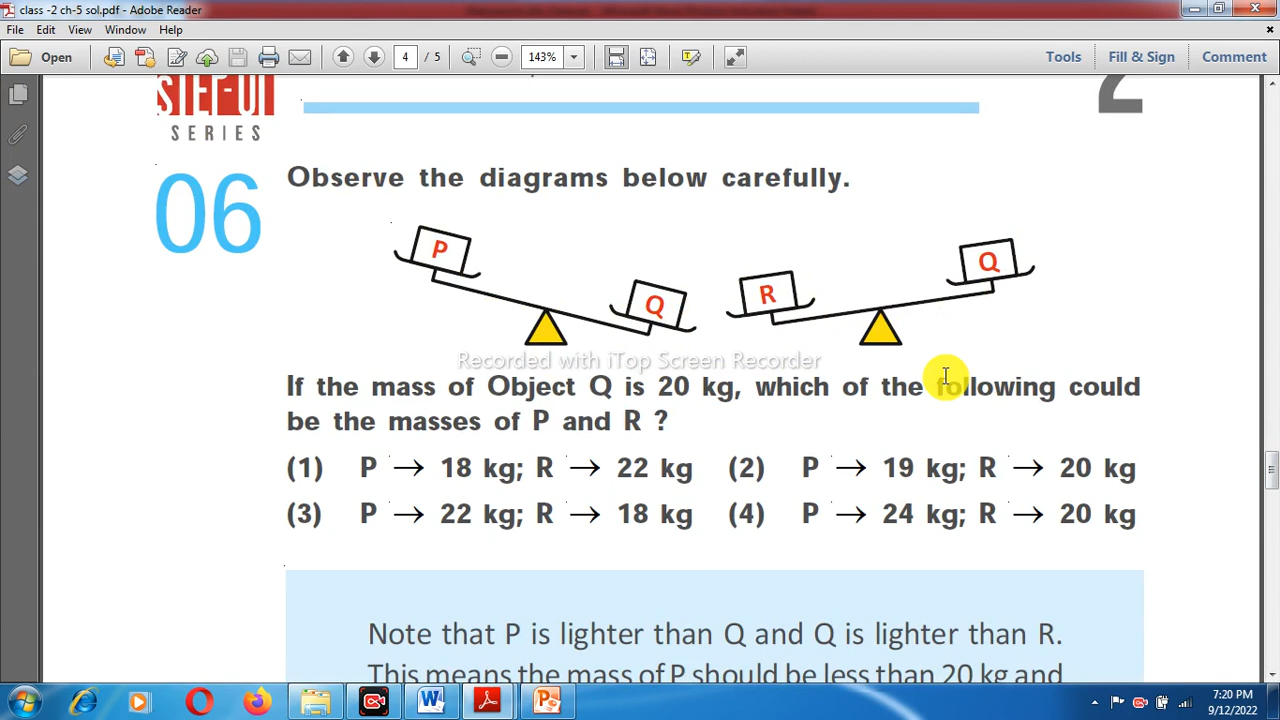 class -2 ch-5 sol.pdf - Adobe Reader
File Edit View Window Help
Open 4 / 5 143% Tools Fill & Sign Comment
2
SERIES
06 Observe the diagrams below carefully.
P Q R Q
Recorded with iTop Screen Recorder
If the mass of Object Q is 20 kg, which of the following could
be the masses of P and R ?
(1) P → 18 kg; R → 22 kg (2) P → 19 kg; R → 20 kg
(3) P → 22 kg; R → 18 kg (4) P → 24 kg; R → 20 kg
Note that P is lighter than Q and Q is lighter than R.
This means the mass of P should be less than 20 kg and
7:20 PM
9/12/2022